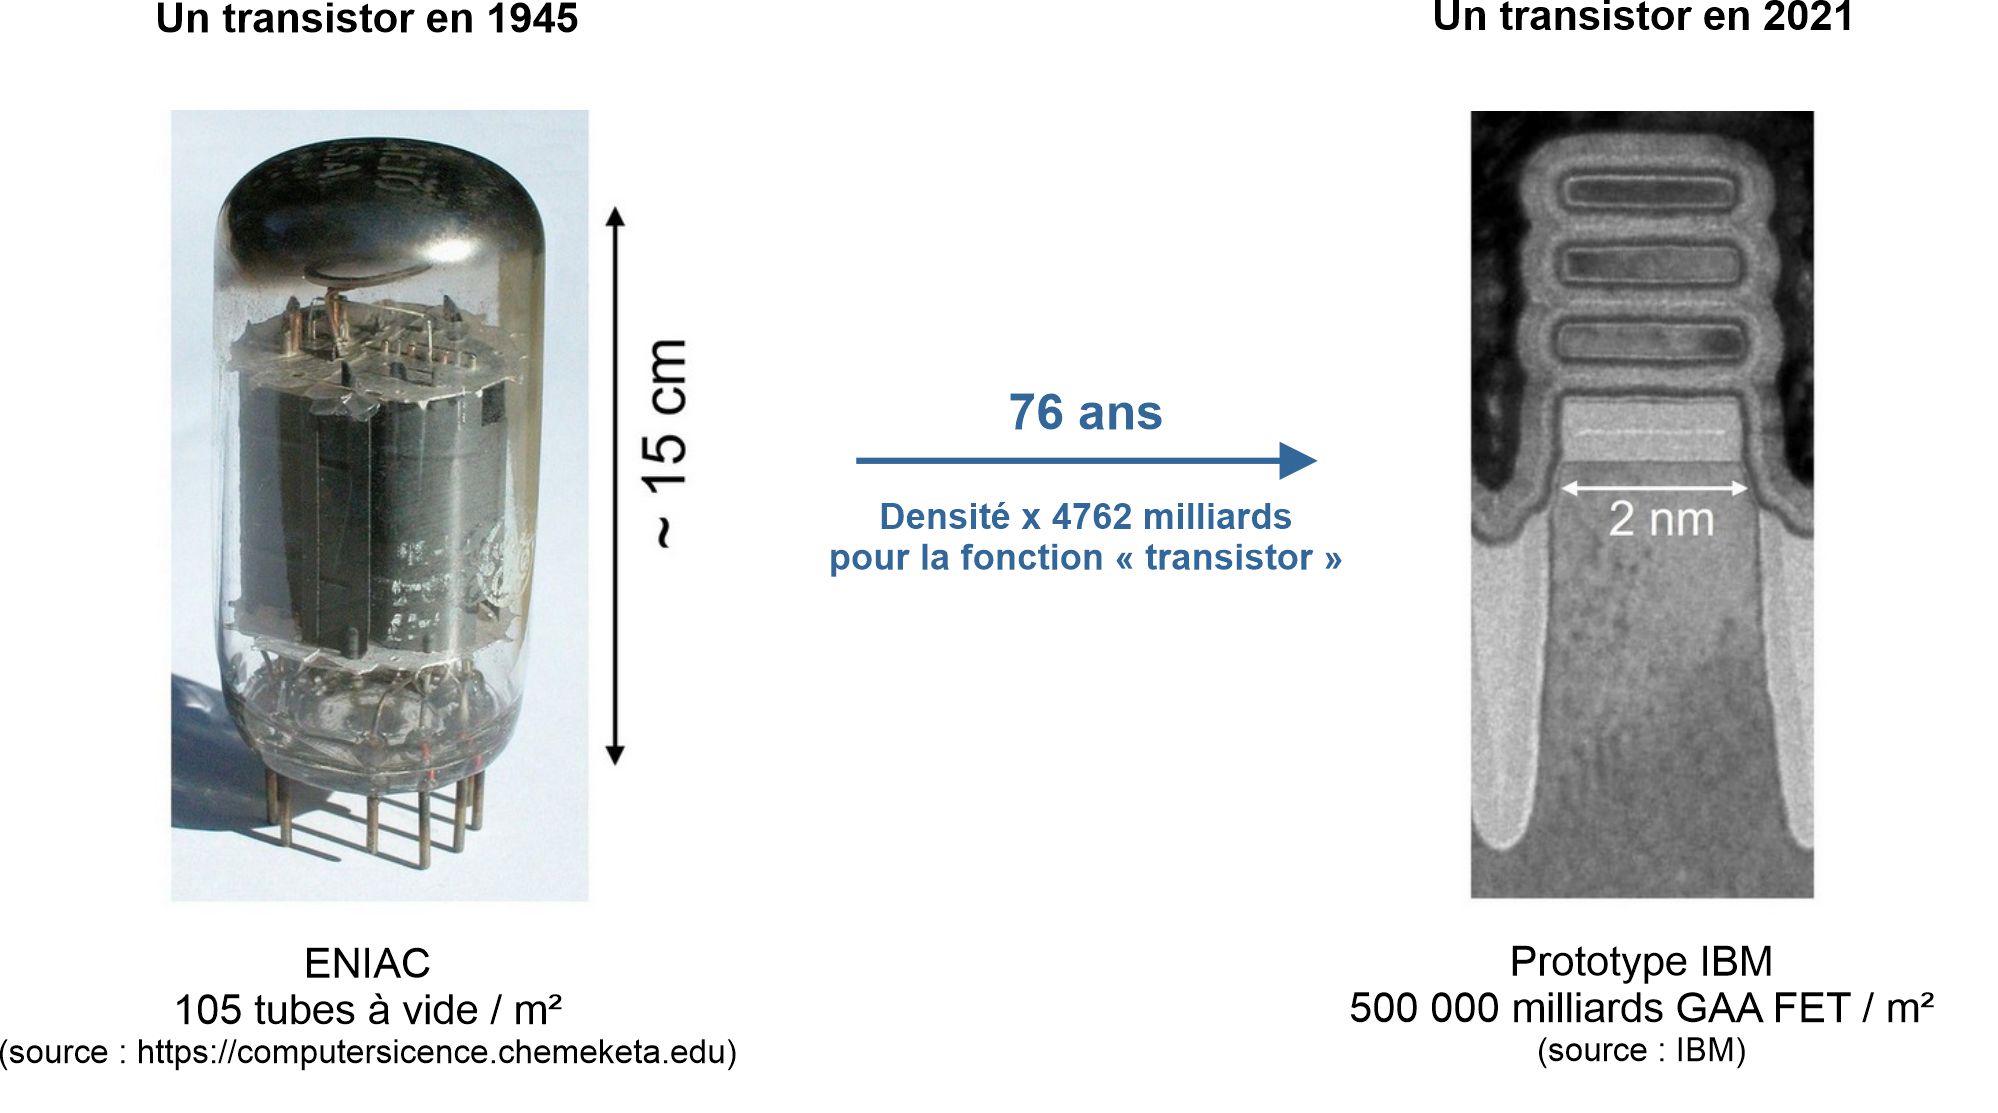 Un transistor en 1945
Un transistor en 2021
~ 15 cm
76 ans
Densité x 4762 milliards
pour la fonction « transistor »
2 nm
ENIAC
105 tubes à vide / m²
(source : https://computersicence.chemeketa.edu)
Prototype IBM
500 000 milliards GAA FET / m²
(source : IBM)